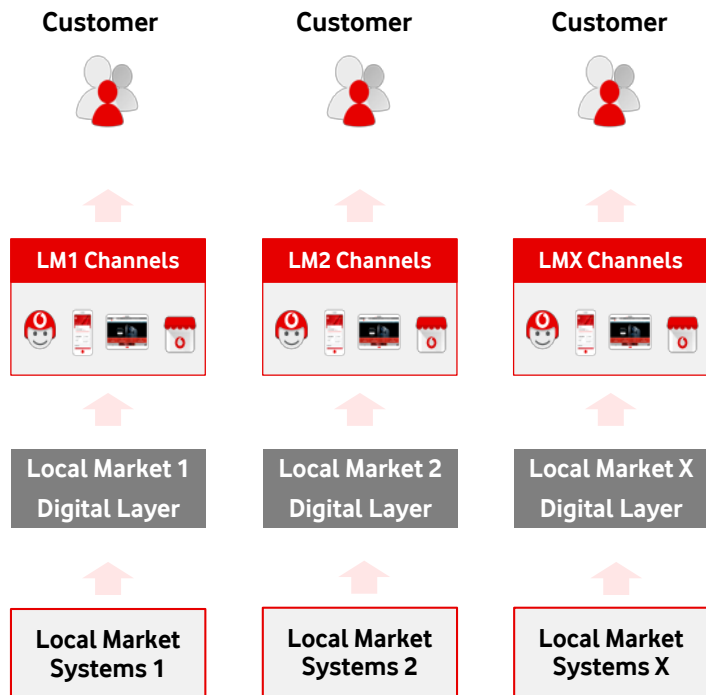 Customer
Customer
Customer
LM1 Channels
LM2 Channels
LMX Channels
Local Market 1
Digital Layer
Local Market 2
Digital Layer
Local Market X
Digital Layer
Local Market
Systems 1
Local Market
Systems 2
Local Market
Systems X